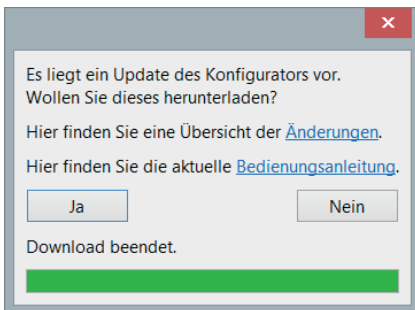 Es liegt ein Update des Konfigurators vor.
Wollen Sie dieses herunterladen?
Hier finden Sie eine Übersicht der Änderungen.
Hier finden Sie die aktuelle Bedienungsanleitung.
Ja Nein
Download beendet.